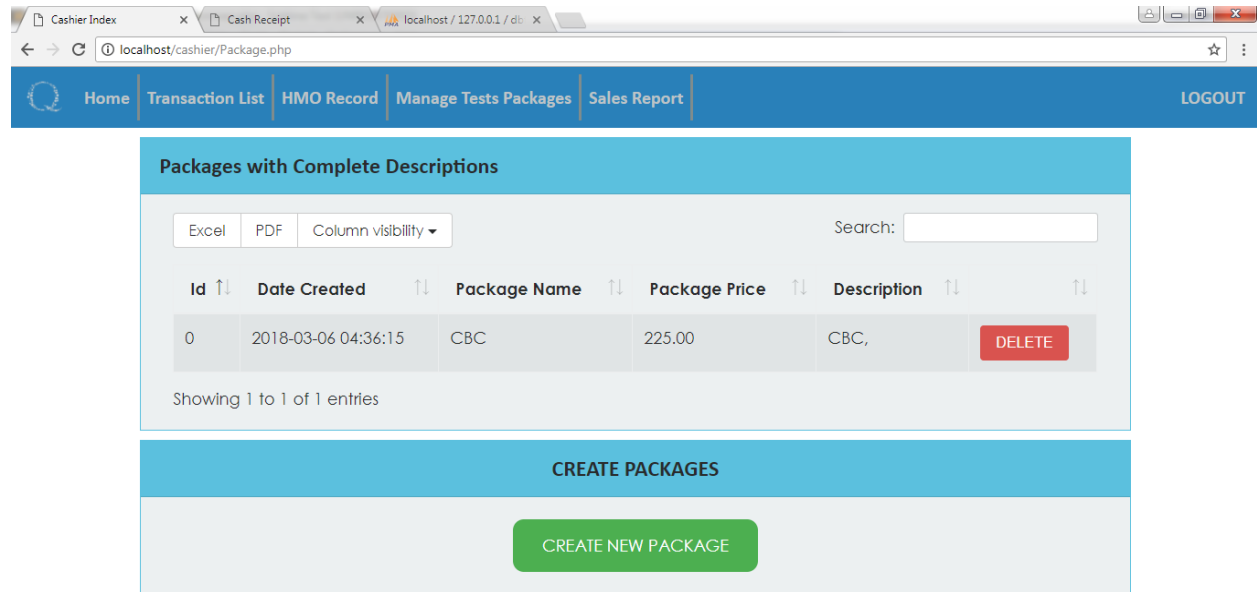 Cashier Index Cash Receipt localhost / 127.0.0.1 / db
localhost/cashier/Package.php
Home Transaction List HMO Record Manage Tests Packages Sales Report LOGOUT
Packages with Complete Descriptions
Excel PDF Column visibility Search:
Id Date Created Package Name Package Price Description
0 2018-03-06 04:36:15 CBC 225.00 CBC, DELETE
Showing 1 to 1 of 1 entries
CREATE PACKAGES
CREATE NEW PACKAGE